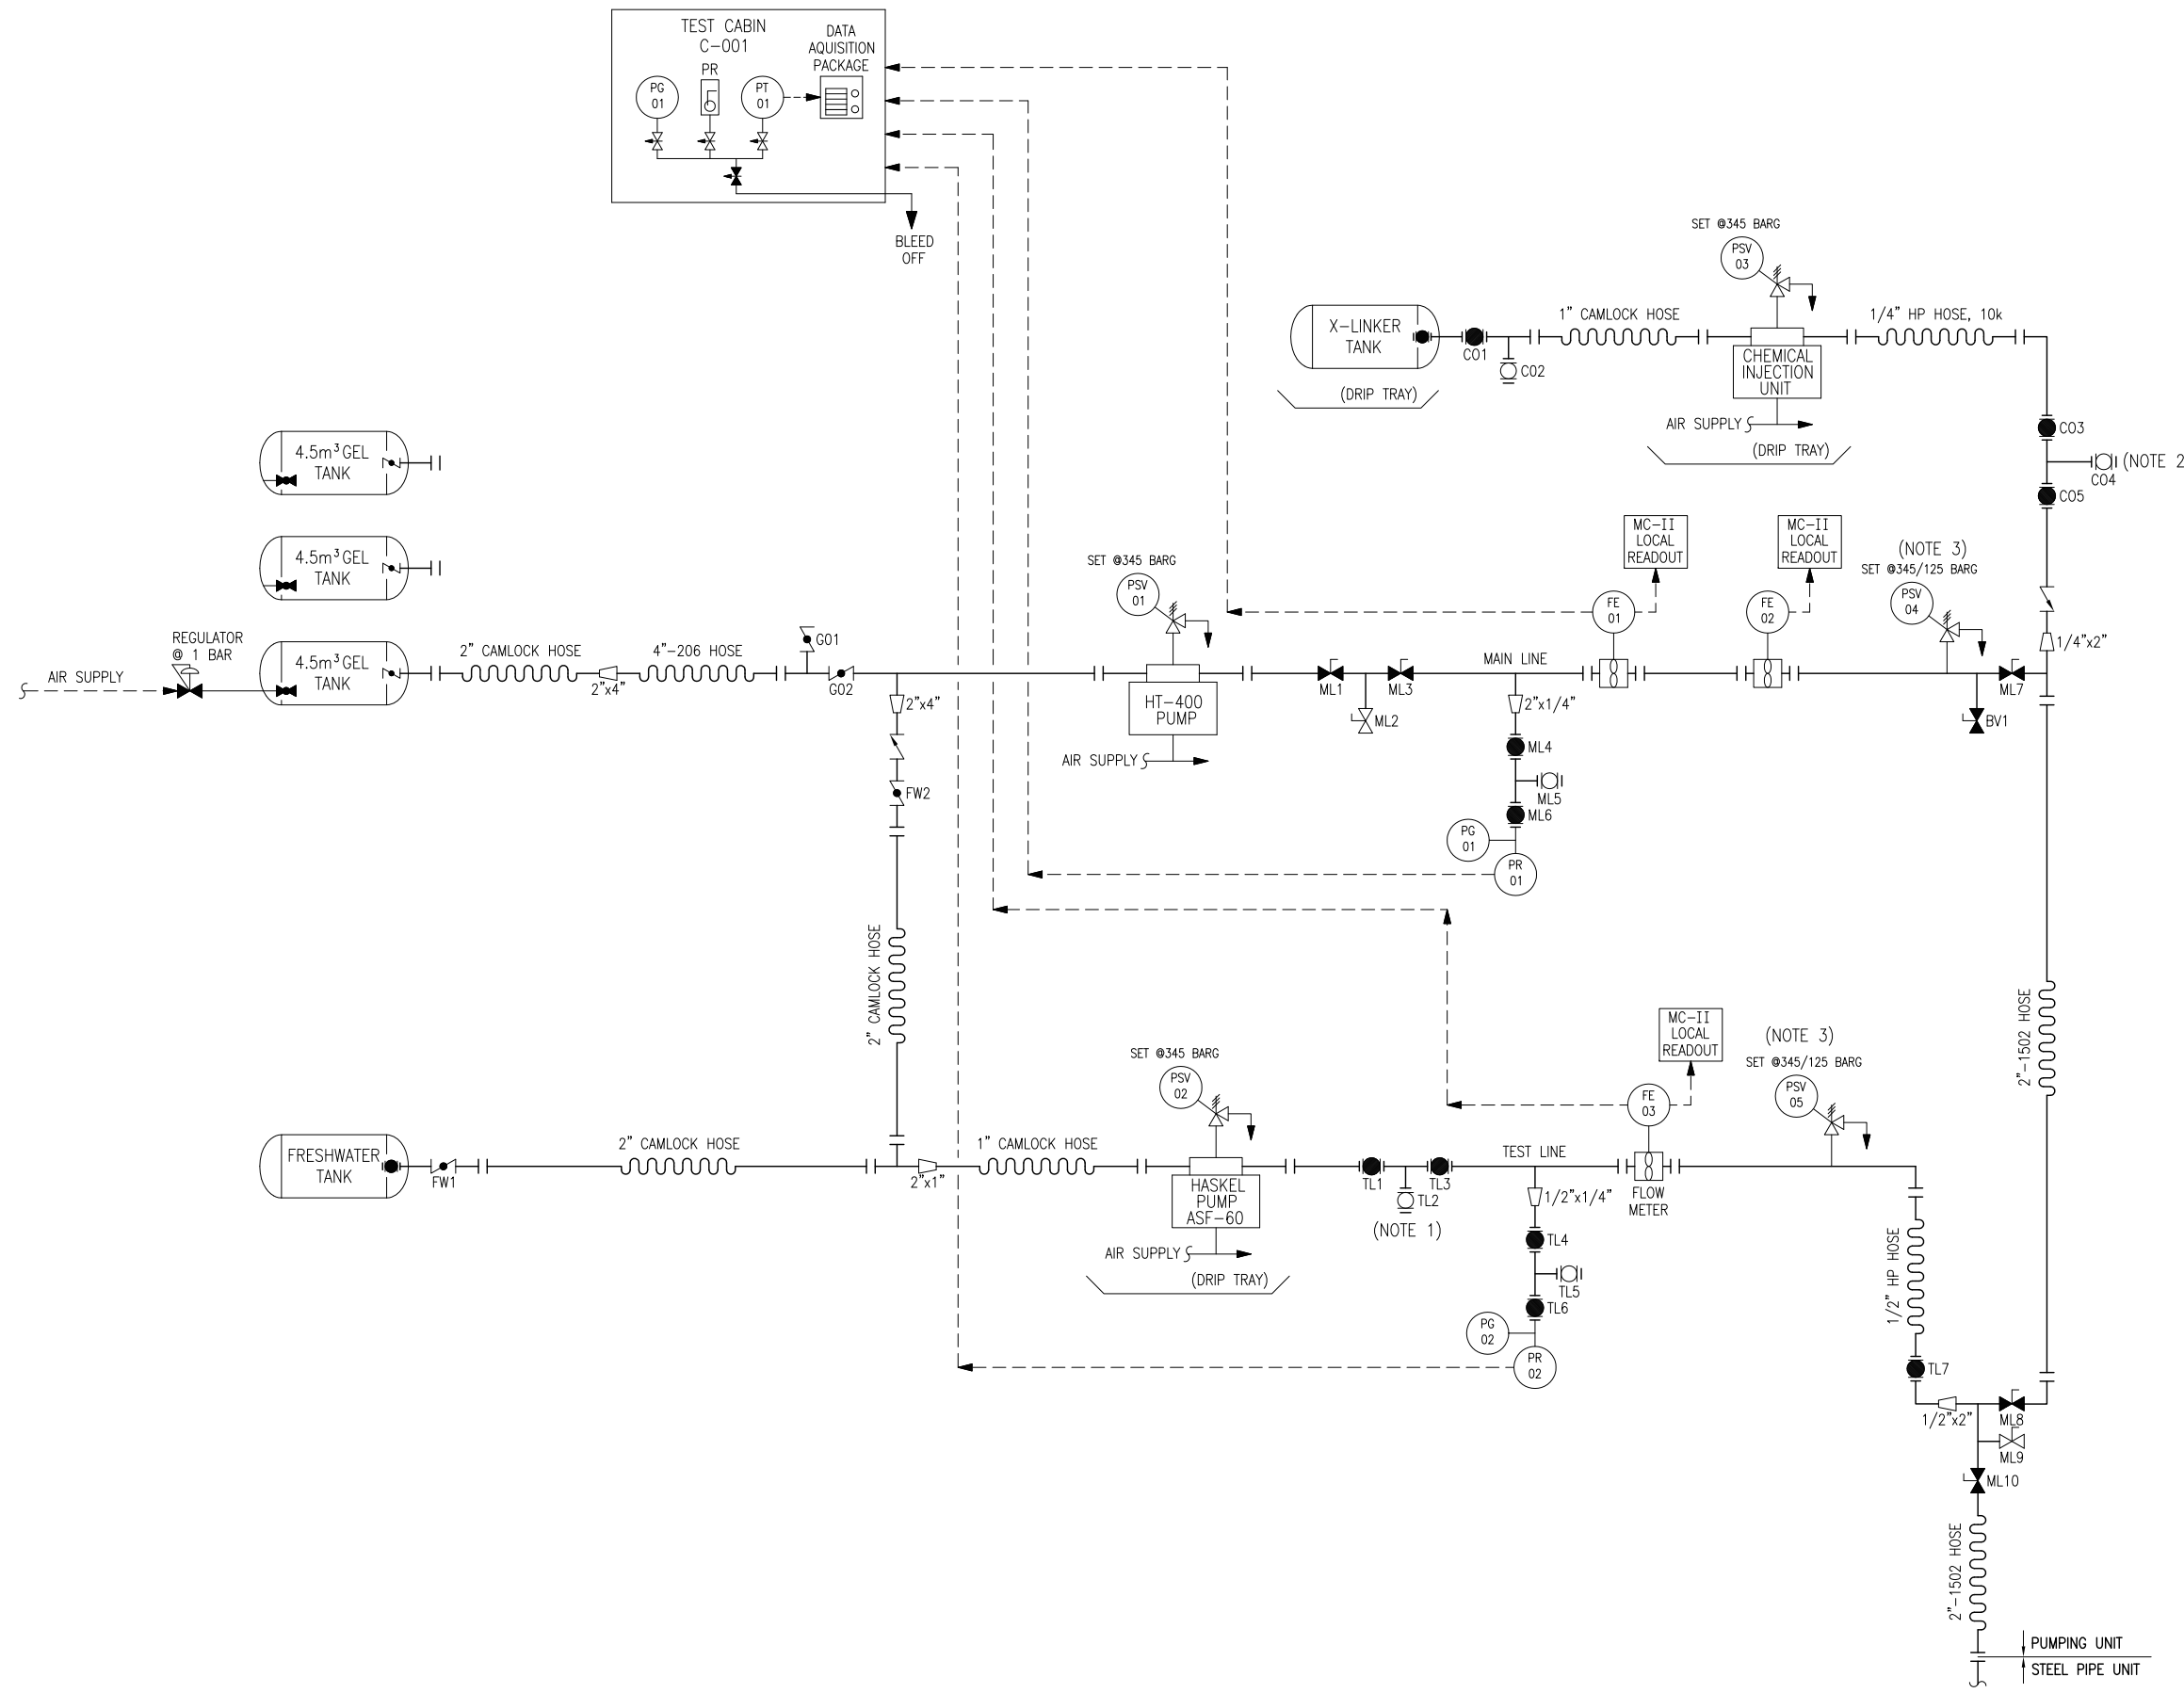 TEST CABIN
C-001
DATA
AQUISITION
PACKAGE
PR
PG
01
PT
01
BLEED
OFF
SET @345 BARG
PSV
03
X-LINKER
TANK
(DRIP TRAY)
C01
C02
1" CAMLOCK HOSE
CHEMICAL
INJECTION
UNIT
AIR SUPPLY
(DRIP TRAY)
1/4" HP HOSE, 10k
C03
(NOTE 2
C04
C05
1/4"x2"
4.5m³ GEL
TANK
4.5m³ GEL
TANK
4.5m³ GEL
TANK
REGULATOR
@ 1 BAR
AIR SUPPLY
2" CAMLOCK HOSE
2"x4"
4"-206 HOSE
G01
G02
2"x4"
FW2
2" CAMLOCK HOSE
SET @345 BARG
PSV
01
HT-400
PUMP
AIR SUPPLY
ML1
ML2
ML3
MAIN LINE
2"x1/4"
ML4
ML5
ML6
PG
01
PR
01
MC-II
LOCAL
READOUT
FE
01
MC-II
LOCAL
READOUT
FE
02
(NOTE 3)
SET @345/125 BARG
PSV
04
BV1
ML7
2"-1502 HOSE
FRESHWATER
TANK
FW1
2" CAMLOCK HOSE
2"x1"
1" CAMLOCK HOSE
SET @345 BARG
PSV
02
HASKEL
PUMP
ASF-60
AIR SUPPLY
(DRIP TRAY)
TL1
TL2
TL3
(NOTE 1)
TEST LINE
1/2"x1/4"
TL4
TL5
TL6
PG
02
PR
02
MC-II
LOCAL
READOUT
FE
03
FLOW
METER
(NOTE 3)
SET @345/125 BARG
PSV
05
1/2" HP HOSE
TL7
1/2"x2"
ML8
ML9
ML10
2"-1502 HOSE
PUMPING UNIT
STEEL PIPE UNIT